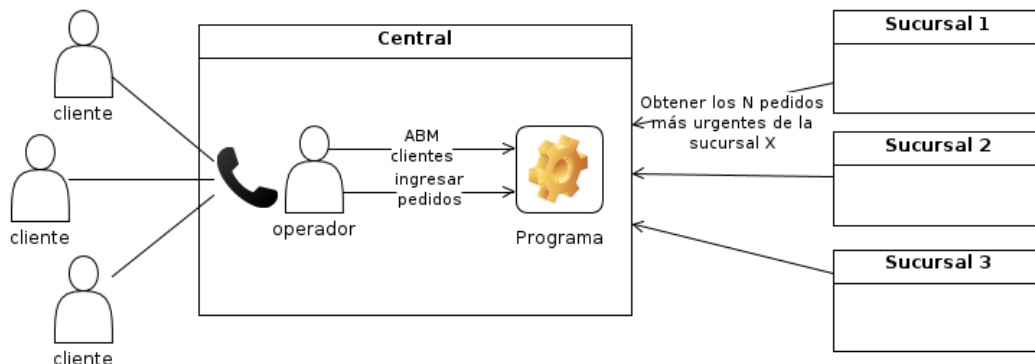 cliente
cliente
cliente
Central
operador
ABM
clientes
ingresar
pedidos
Programa
Obtener los N pedidos
más urgentes de la
sucursal X
Sucursal 1
Sucursal 2
Sucursal 3